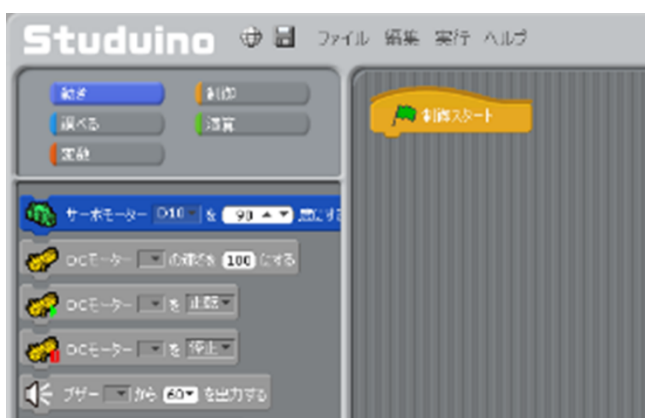 Studuino ファイル 編集 実行 ヘルプ
動き 制御
調べる 演算
変数
制御スタート
サーボモーター D10 を 90 度にする
DCモーター の速さを 100 にする
DCモーター を 正転
DCモーター を 停止
ブザー から 60 を出力する